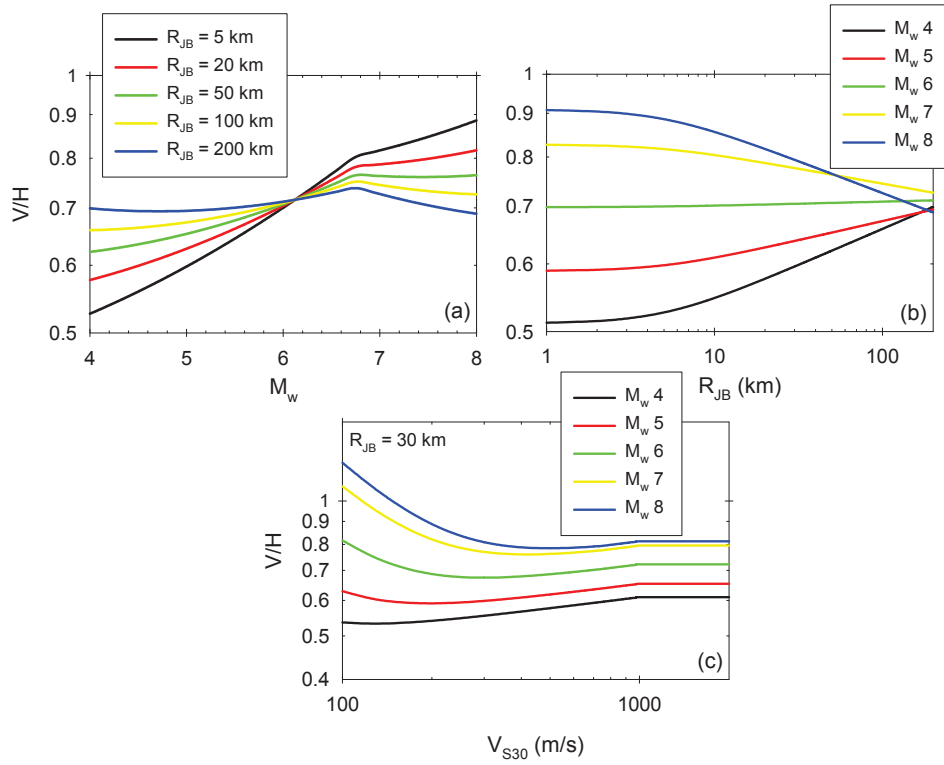 R_JB = 5 km
R_JB = 20 km
R_JB = 50 km
R_JB = 100 km
R_JB = 200 km
1
0.9
0.8
0.7
0.6
0.5
V/H
(a)
4 5 6 7 8
M_w
M_w 4
M_w 5
M_w 6
M_w 7
M_w 8
1
0.9
0.8
0.7
0.6
0.5
(b)
1 10 100
R_JB (km)
M_w 4
M_w 5
M_w 6
M_w 7
M_w 8
R_JB = 30 km
1
0.9
0.8
0.7
0.6
0.5
0.4
V/H
(c)
100 1000
V_S30 (m/s)